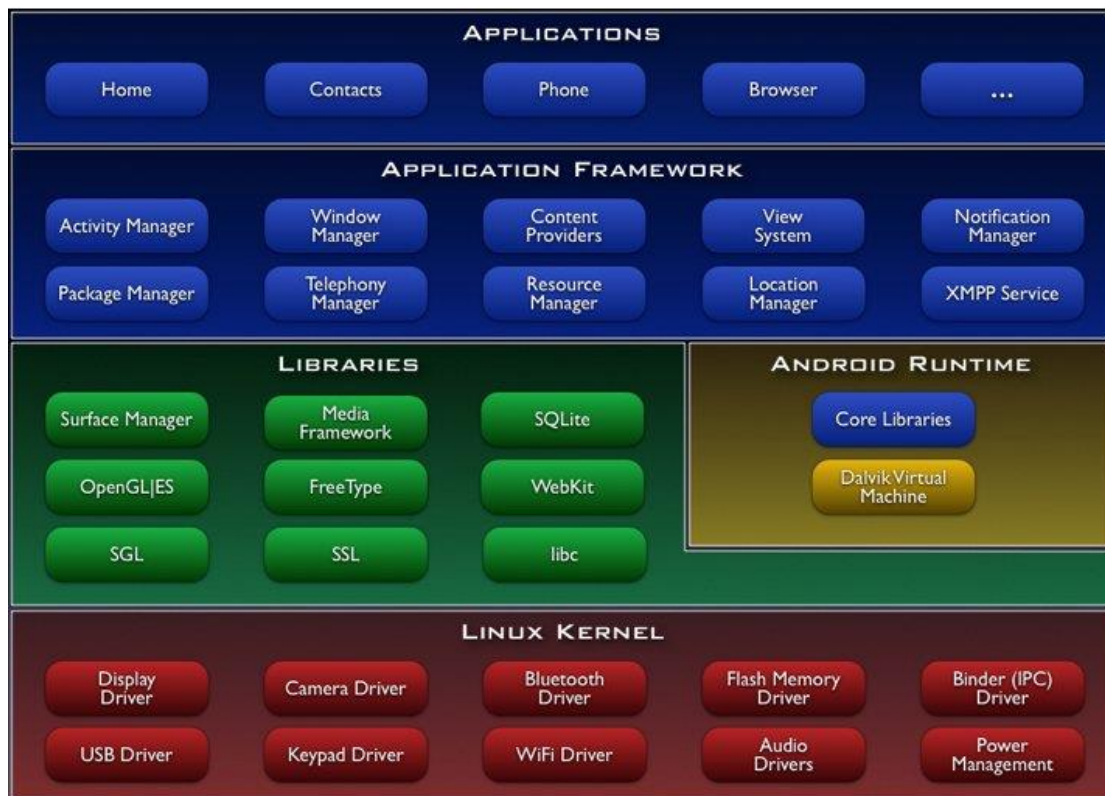 APPLICATIONS
Home
Contacts
Phone
Browser
...
APPLICATION FRAMEWORK
Activity Manager
Window
Manager
Content
Providers
View
System
Notification
Manager
Package Manager
Telephony
Manager
Resource
Manager
Location
Manager
XMPP Service
LIBRARIES
Surface Manager
Media
Framework
SQLite
OpenGL|ES
FreeType
WebKit
SGL
SSL
libc
ANDROID RUNTIME
Core Libraries
Dalvik Virtual
Machine
LINUX KERNEL
Display
Driver
Camera Driver
Bluetooth
Driver
Flash Memory
Driver
Binder (IPC)
Driver
USB Driver
Keypad Driver
WiFi Driver
Audio
Drivers
Power
Management